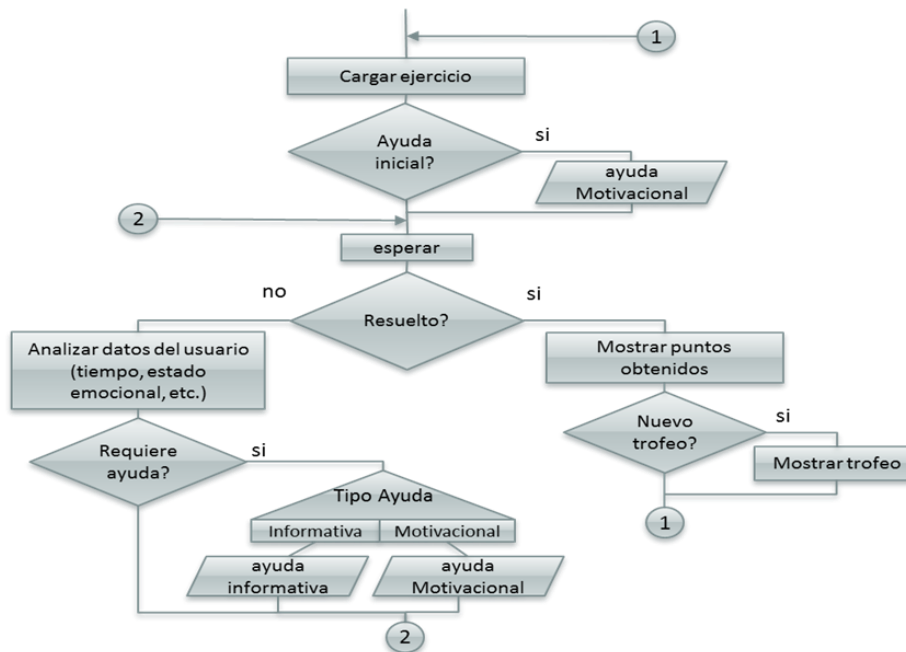 1
Cargar ejercicio
Ayuda
inicial?
si
ayuda
Motivacional
2
esperar
no
Resuelto?
si
Analizar datos del usuario
(tiempo, estado
emocional, etc.)
Mostrar puntos
obtenidos
Requiere
ayuda?
si
Nuevo
trofeo?
si
Mostrar trofeo
Tipo Ayuda
Informativa
Motivacional
ayuda
informativa
ayuda
Motivacional
1
2